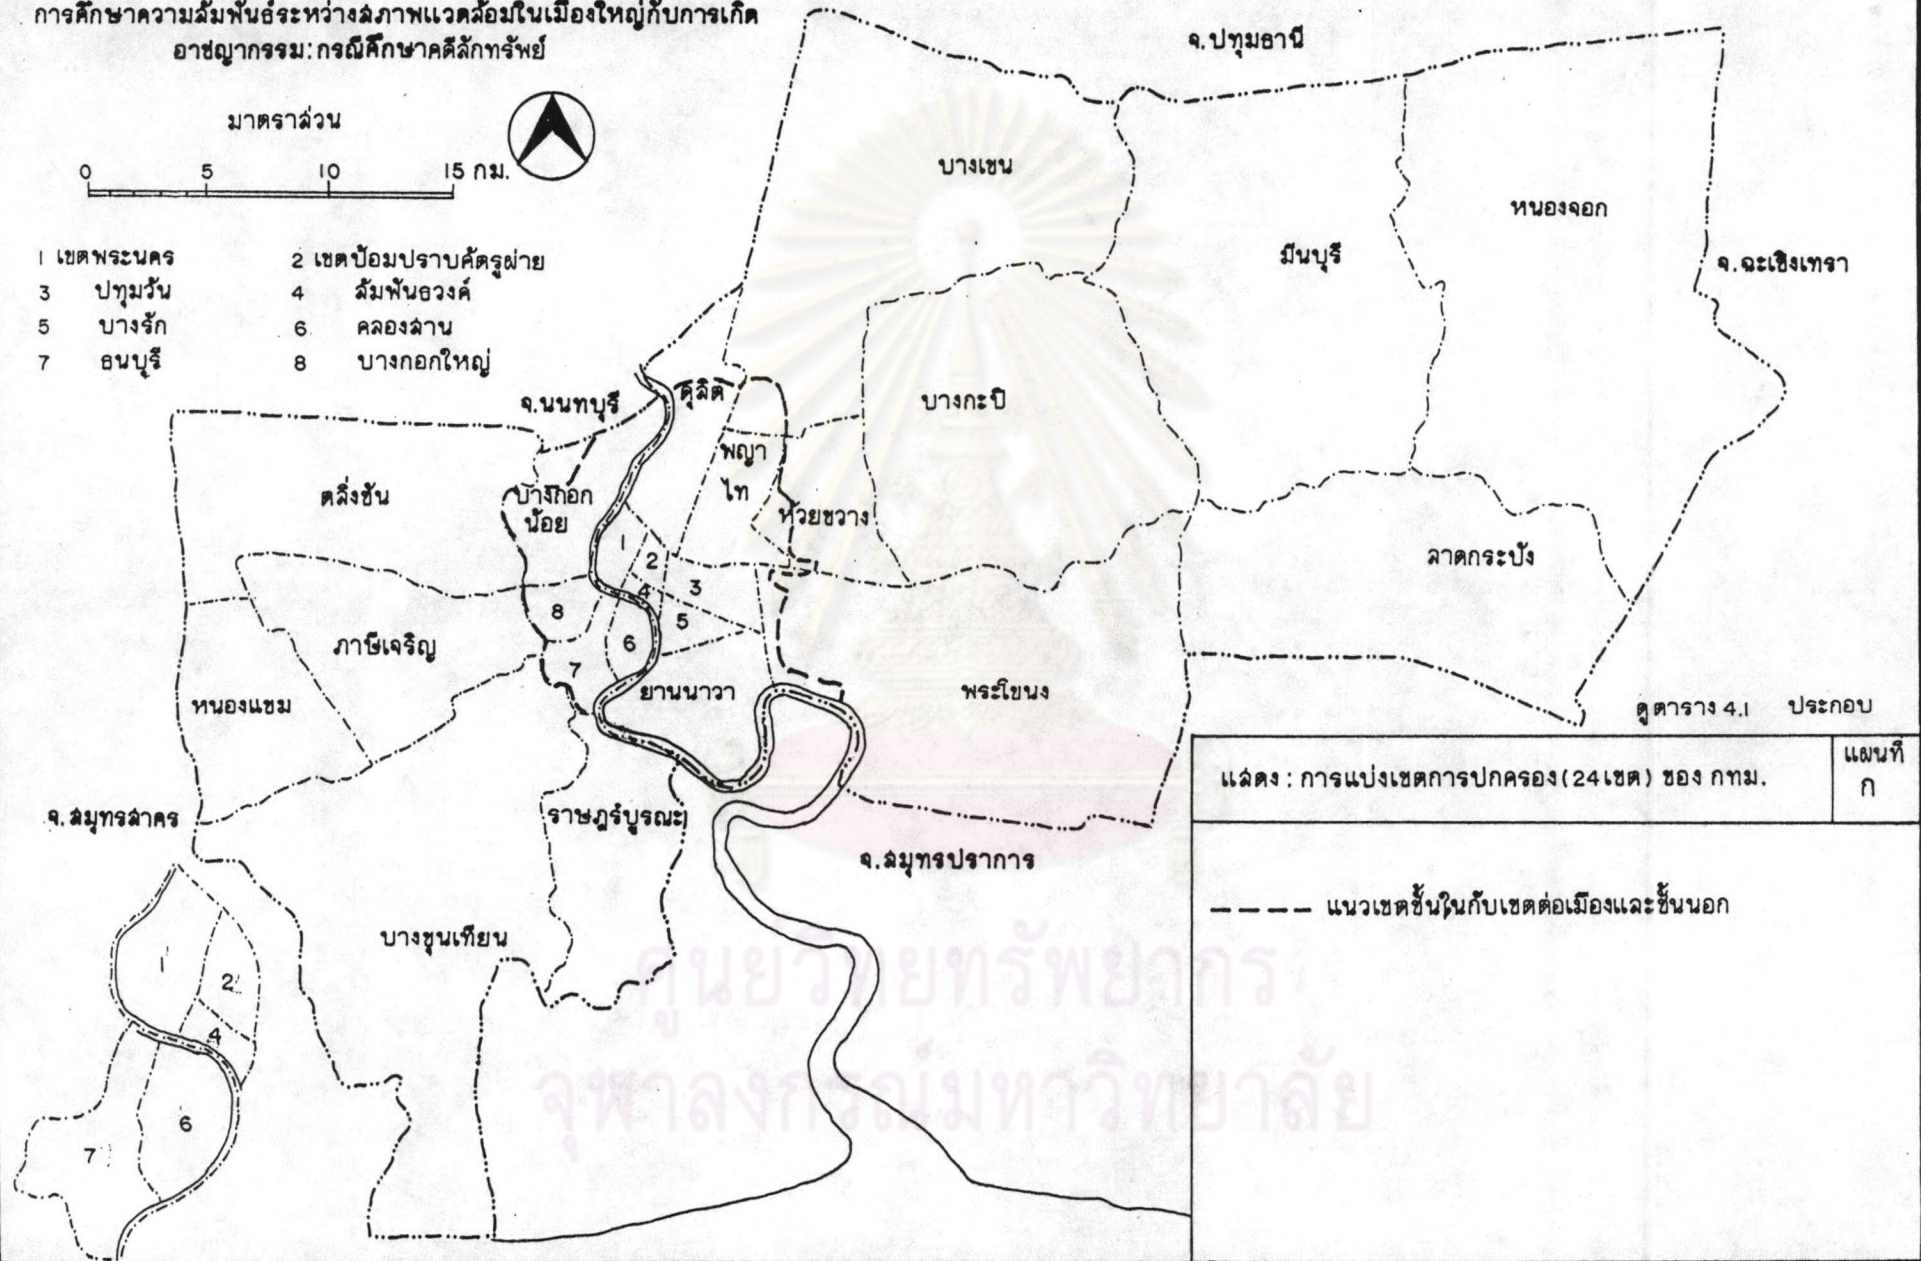 การศึกษาความสัมพันธ์ระหว่างสภาพแวดล้อมในเมืองใหญ่กับการเกิด
อาชญากรรม: กรณีศึกษาคดีลักทรัพย์
มาตราส่วน
0 5 10 15 กม.
1 เขตพระนคร 2 เขตป้อมปราบศัตรูผ่าย
3 ปทุมวัน 4 สัมพันธวงศ์
5 บางรัก 6 คลองสาน
7 ธนบุรี 8 บางกอกใหญ่
จ.ปทุมธานี
บางเขน
หนองจอก
มีนบุรี
จ.ฉะเชิงเทรา
จ.นนทบุรี
ดุสิต
บางกะปิ
พญา
ไท
ตลิ่งชัน
บางกอก
น้อย
ห้วยขวาง
ลาดกระบัง
1
2
3
4
5
6
7
8
ภาษีเจริญ
หนองแขม
ยานนาวา
พระโขนง
ดูตาราง 4.1 ประกอบ
แสดง : การแบ่งเขตการปกครอง (24 เขต) ของ กทม.
แผนที่
ก
จ.สมุทรสาคร
ราษฎร์บูรณะ
จ.สมุทรปราการ
แนวเขตชั้นในกับเขตต่อเมืองและชั้นนอก
บางขุนเทียน
1
2
4
6
7
ศูนย์วิทยทรัพยากร
จุฬาลงกรณ์มหาวิทยาลัย